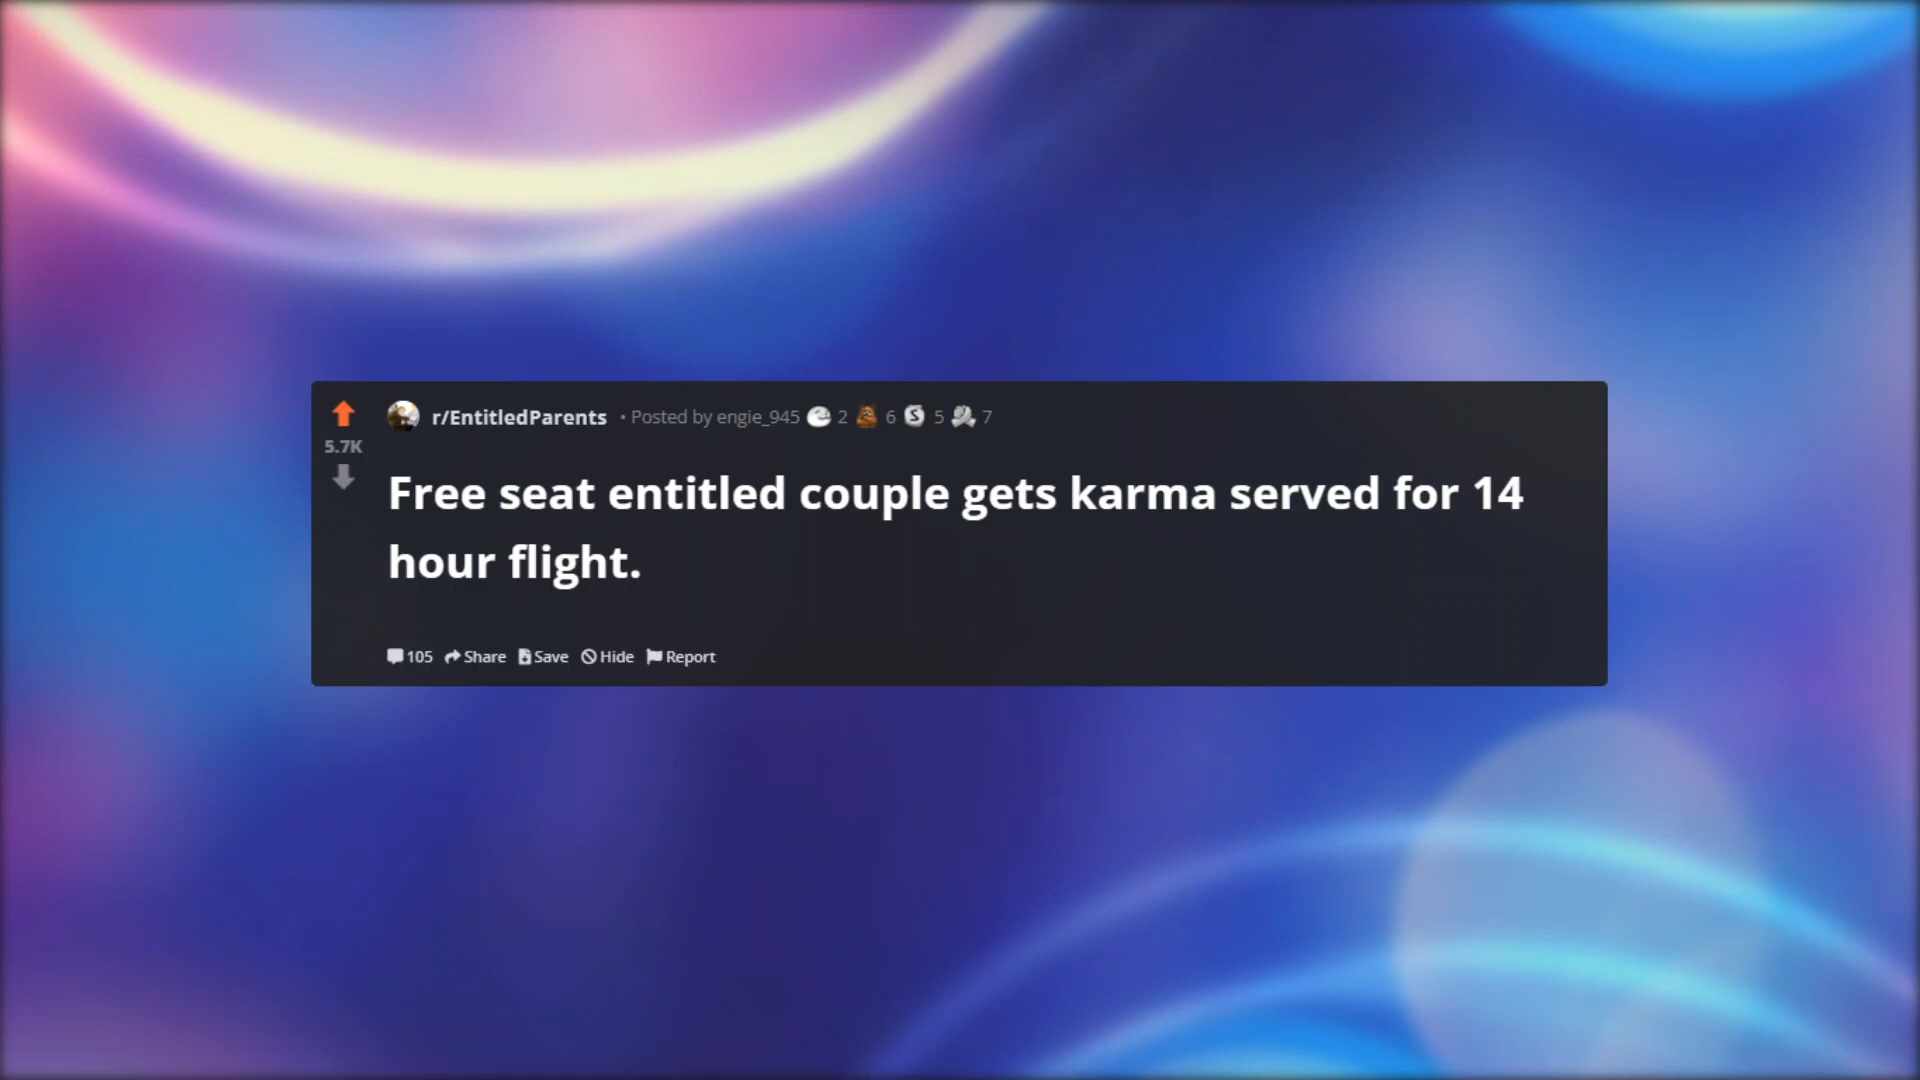 r/EntitledParents • Posted by engie_945 2 6 5 7
5.7K
Free seat entitled couple gets karma served for 14
hour flight.
105 Share Save Hide Report